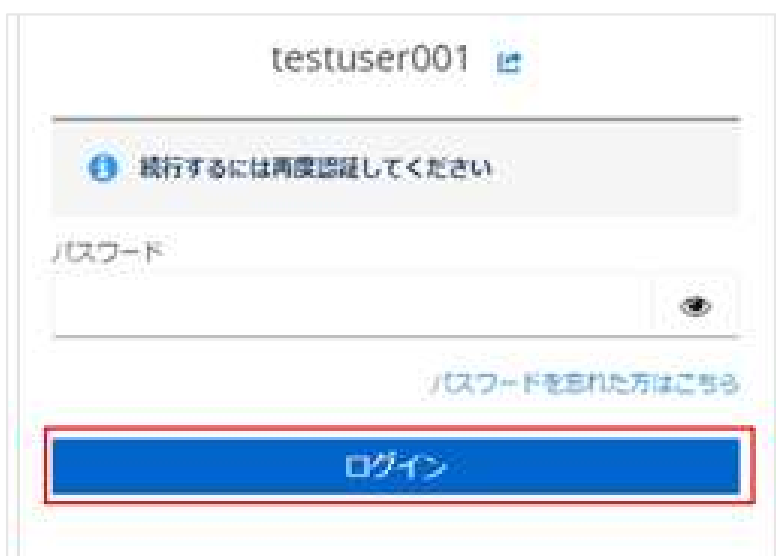 testuser001
続行するには再度認証してください
パスワード
パスワードを忘れた方はこちら
ログイン